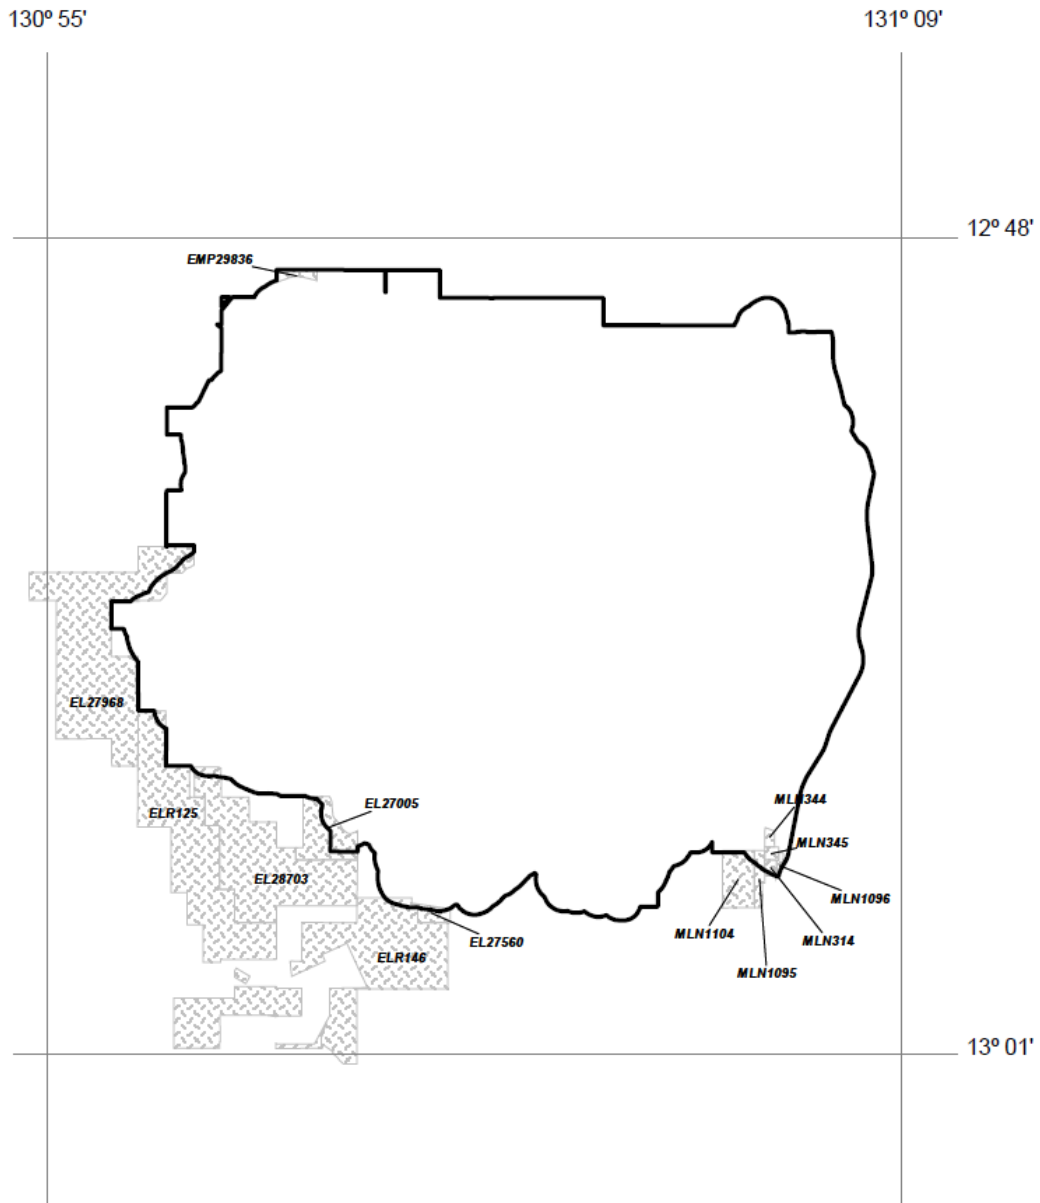 130º 55'
131º 09'
12º 48'
EMP29836
EL27968
MLN344
EL27005
ELR125
MLN345
EL28703
MLN1096
MLN1104
MLN314
EL27560
ELR146
MLN1095
13º 01'